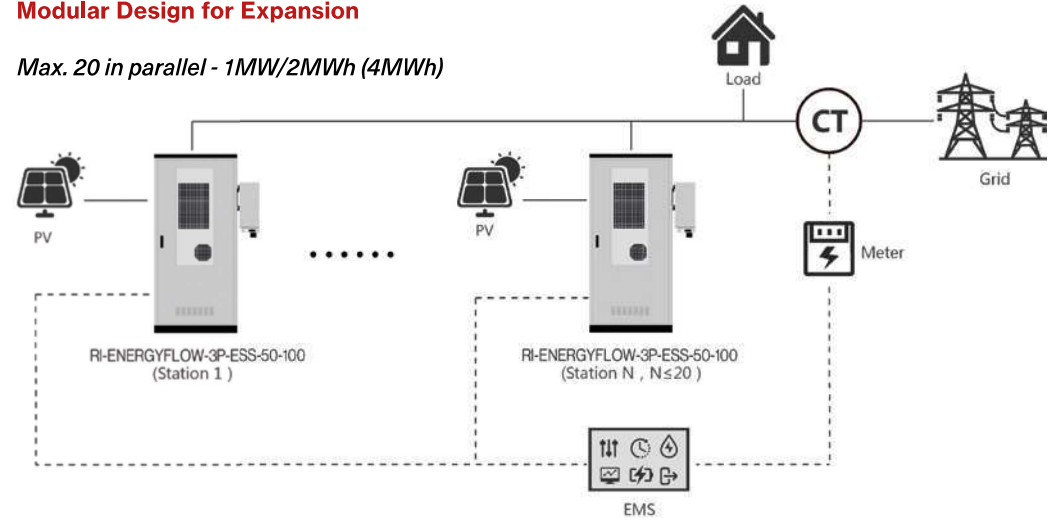 Modular Design for Expansion
Max. 20 in parallel - 1MW/2MWh (4MWh)
Load
CT
Grid
PV
PV
Meter
RI-ENERGYFLOW-3P-ESS-50-100
(Station 1 )
RI-ENERGYFLOW-3P-ESS-50-100
(Station N , N≤20 )
EMS